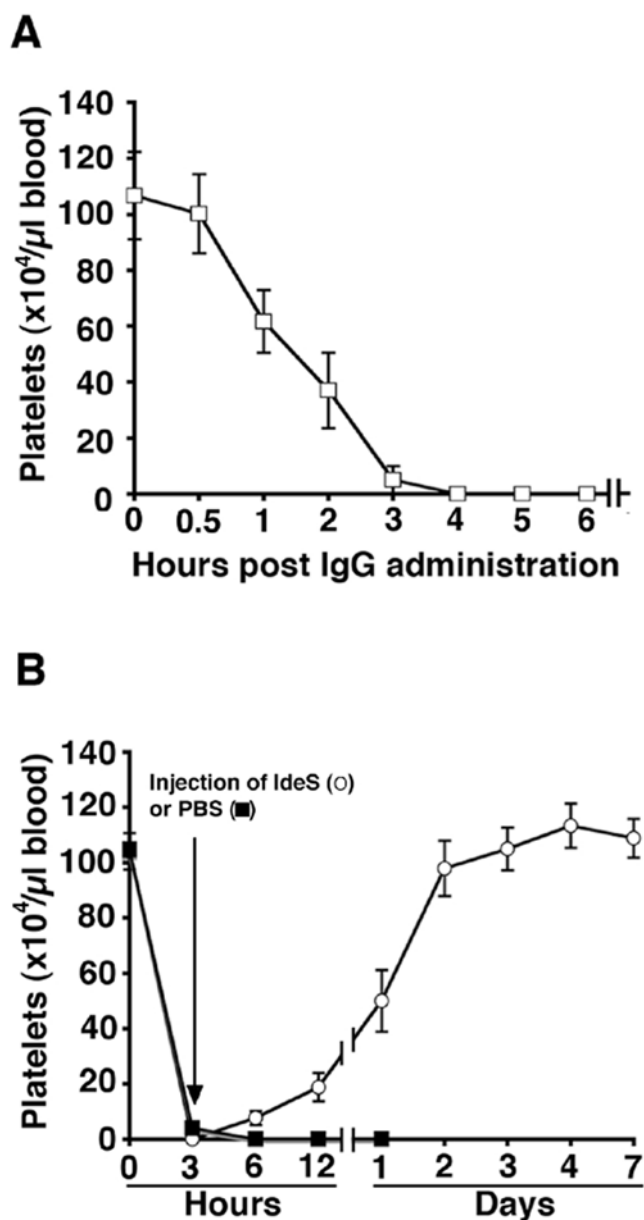 A
Platelets (x10⁴/µl blood)
140
120
100
80
60
40
20
0
0 0.5 1 2 3 4 5 6
Hours post IgG administration
B
Platelets (x10⁴/µl blood)
140
120
100
80
60
40
20
0
Injection of IdeS (○)
or PBS (■)
0 3 6 12 1 2 3 4 7
Hours Days